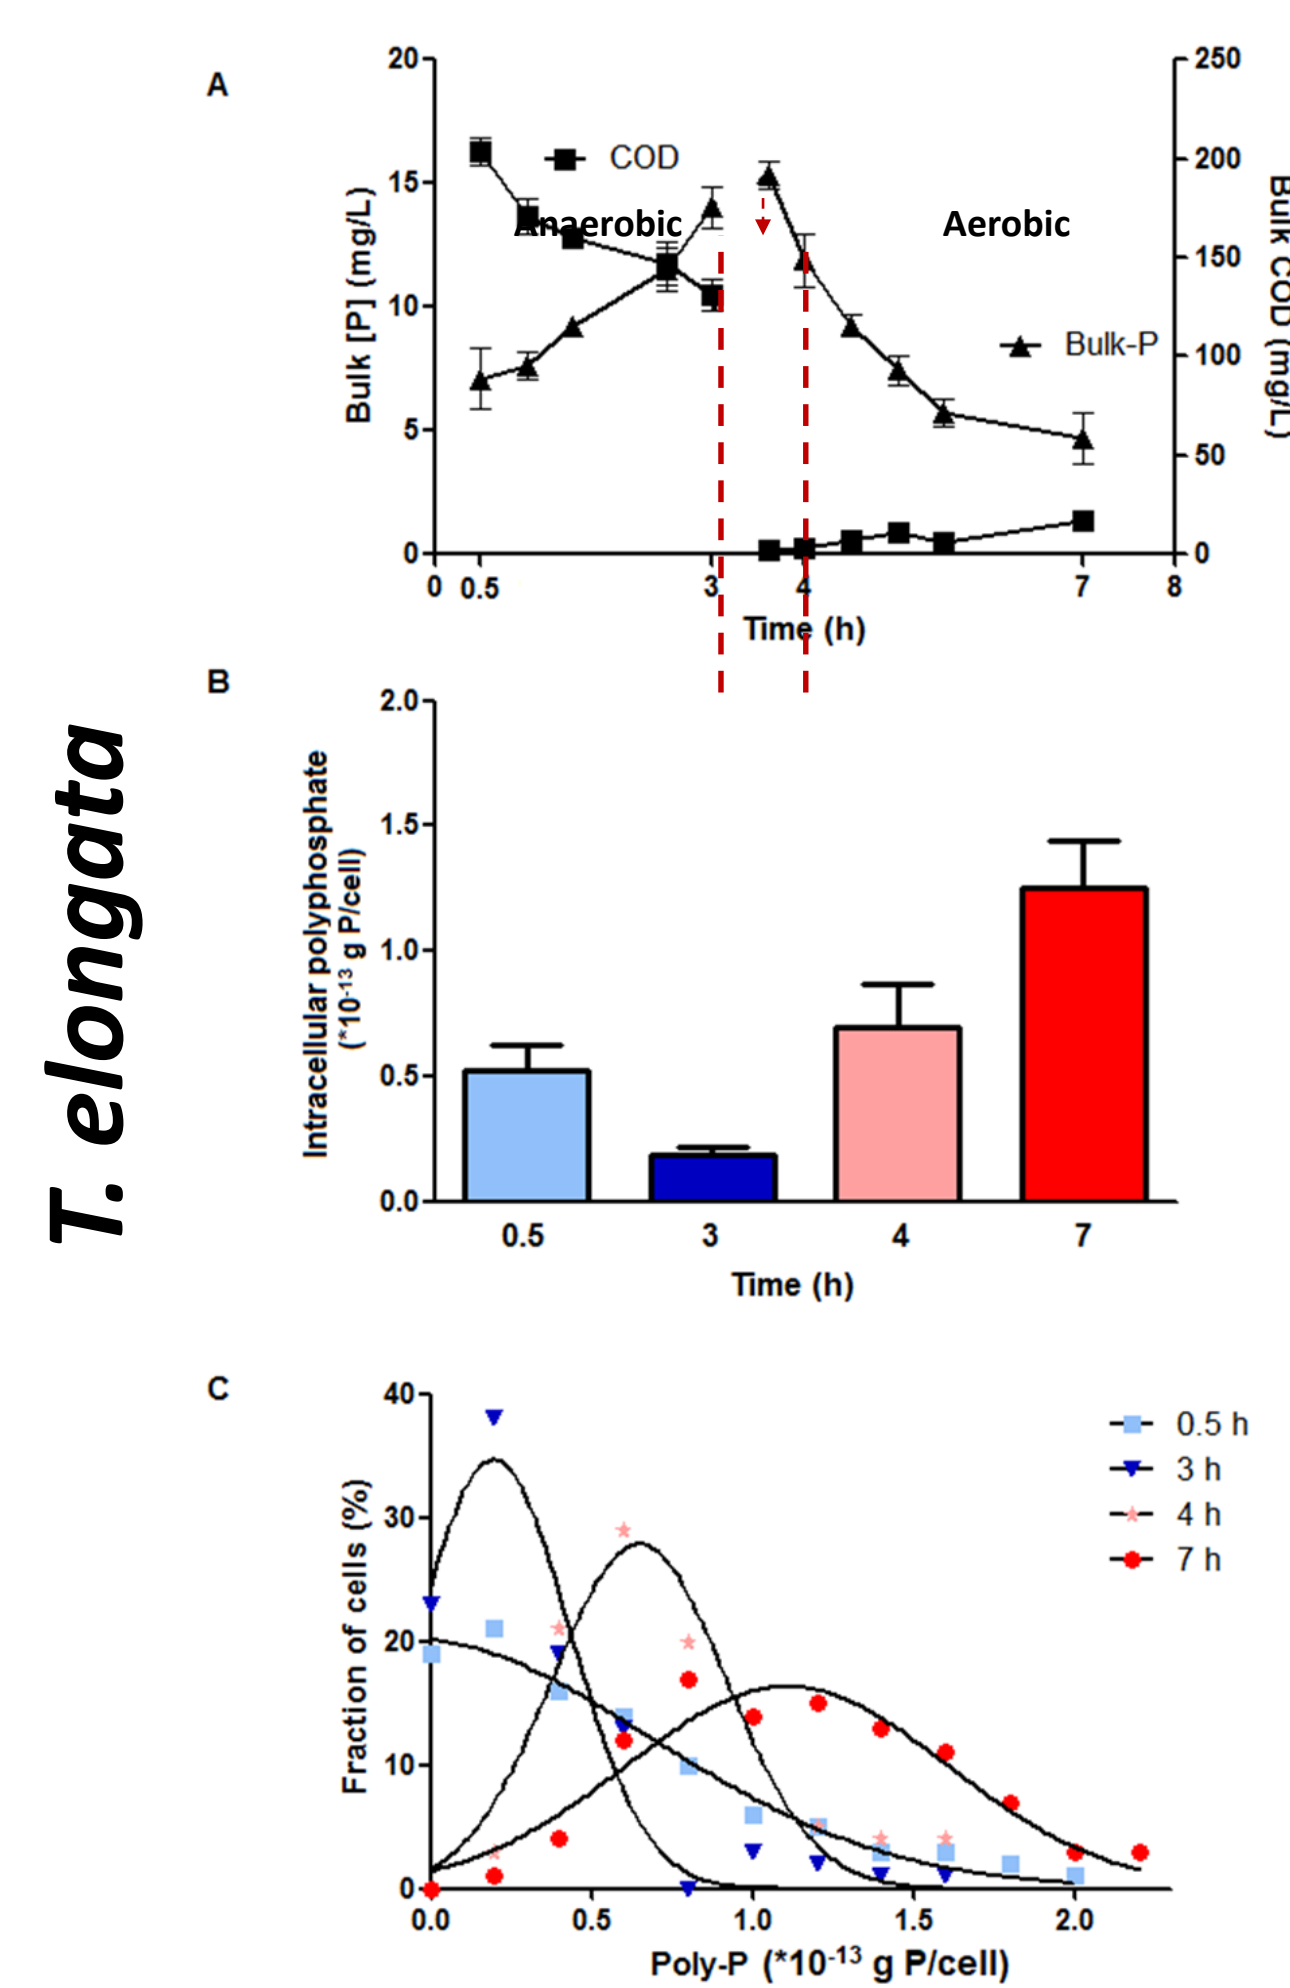 A
20
15
10
5
0
Bulk [P] (mg/L)
COD
Anaerobic
Aerobic
Bulk-P
250
200
150
100
50
0
Bulk COD (mg/L)
0 0.5 3 4 7 8
Time (h)
T. elongata
B
2.0
1.5
1.0
0.5
0.0
Intracellular polyphosphate
(*10⁻¹³ g P/cell)
0.5 3 4 7
Time (h)
C
40
30
20
10
0
Fraction of cells (%)
0.5 h
3 h
4 h
7 h
0.0 0.5 1.0 1.5 2.0
Poly-P (*10⁻¹³ g P/cell)